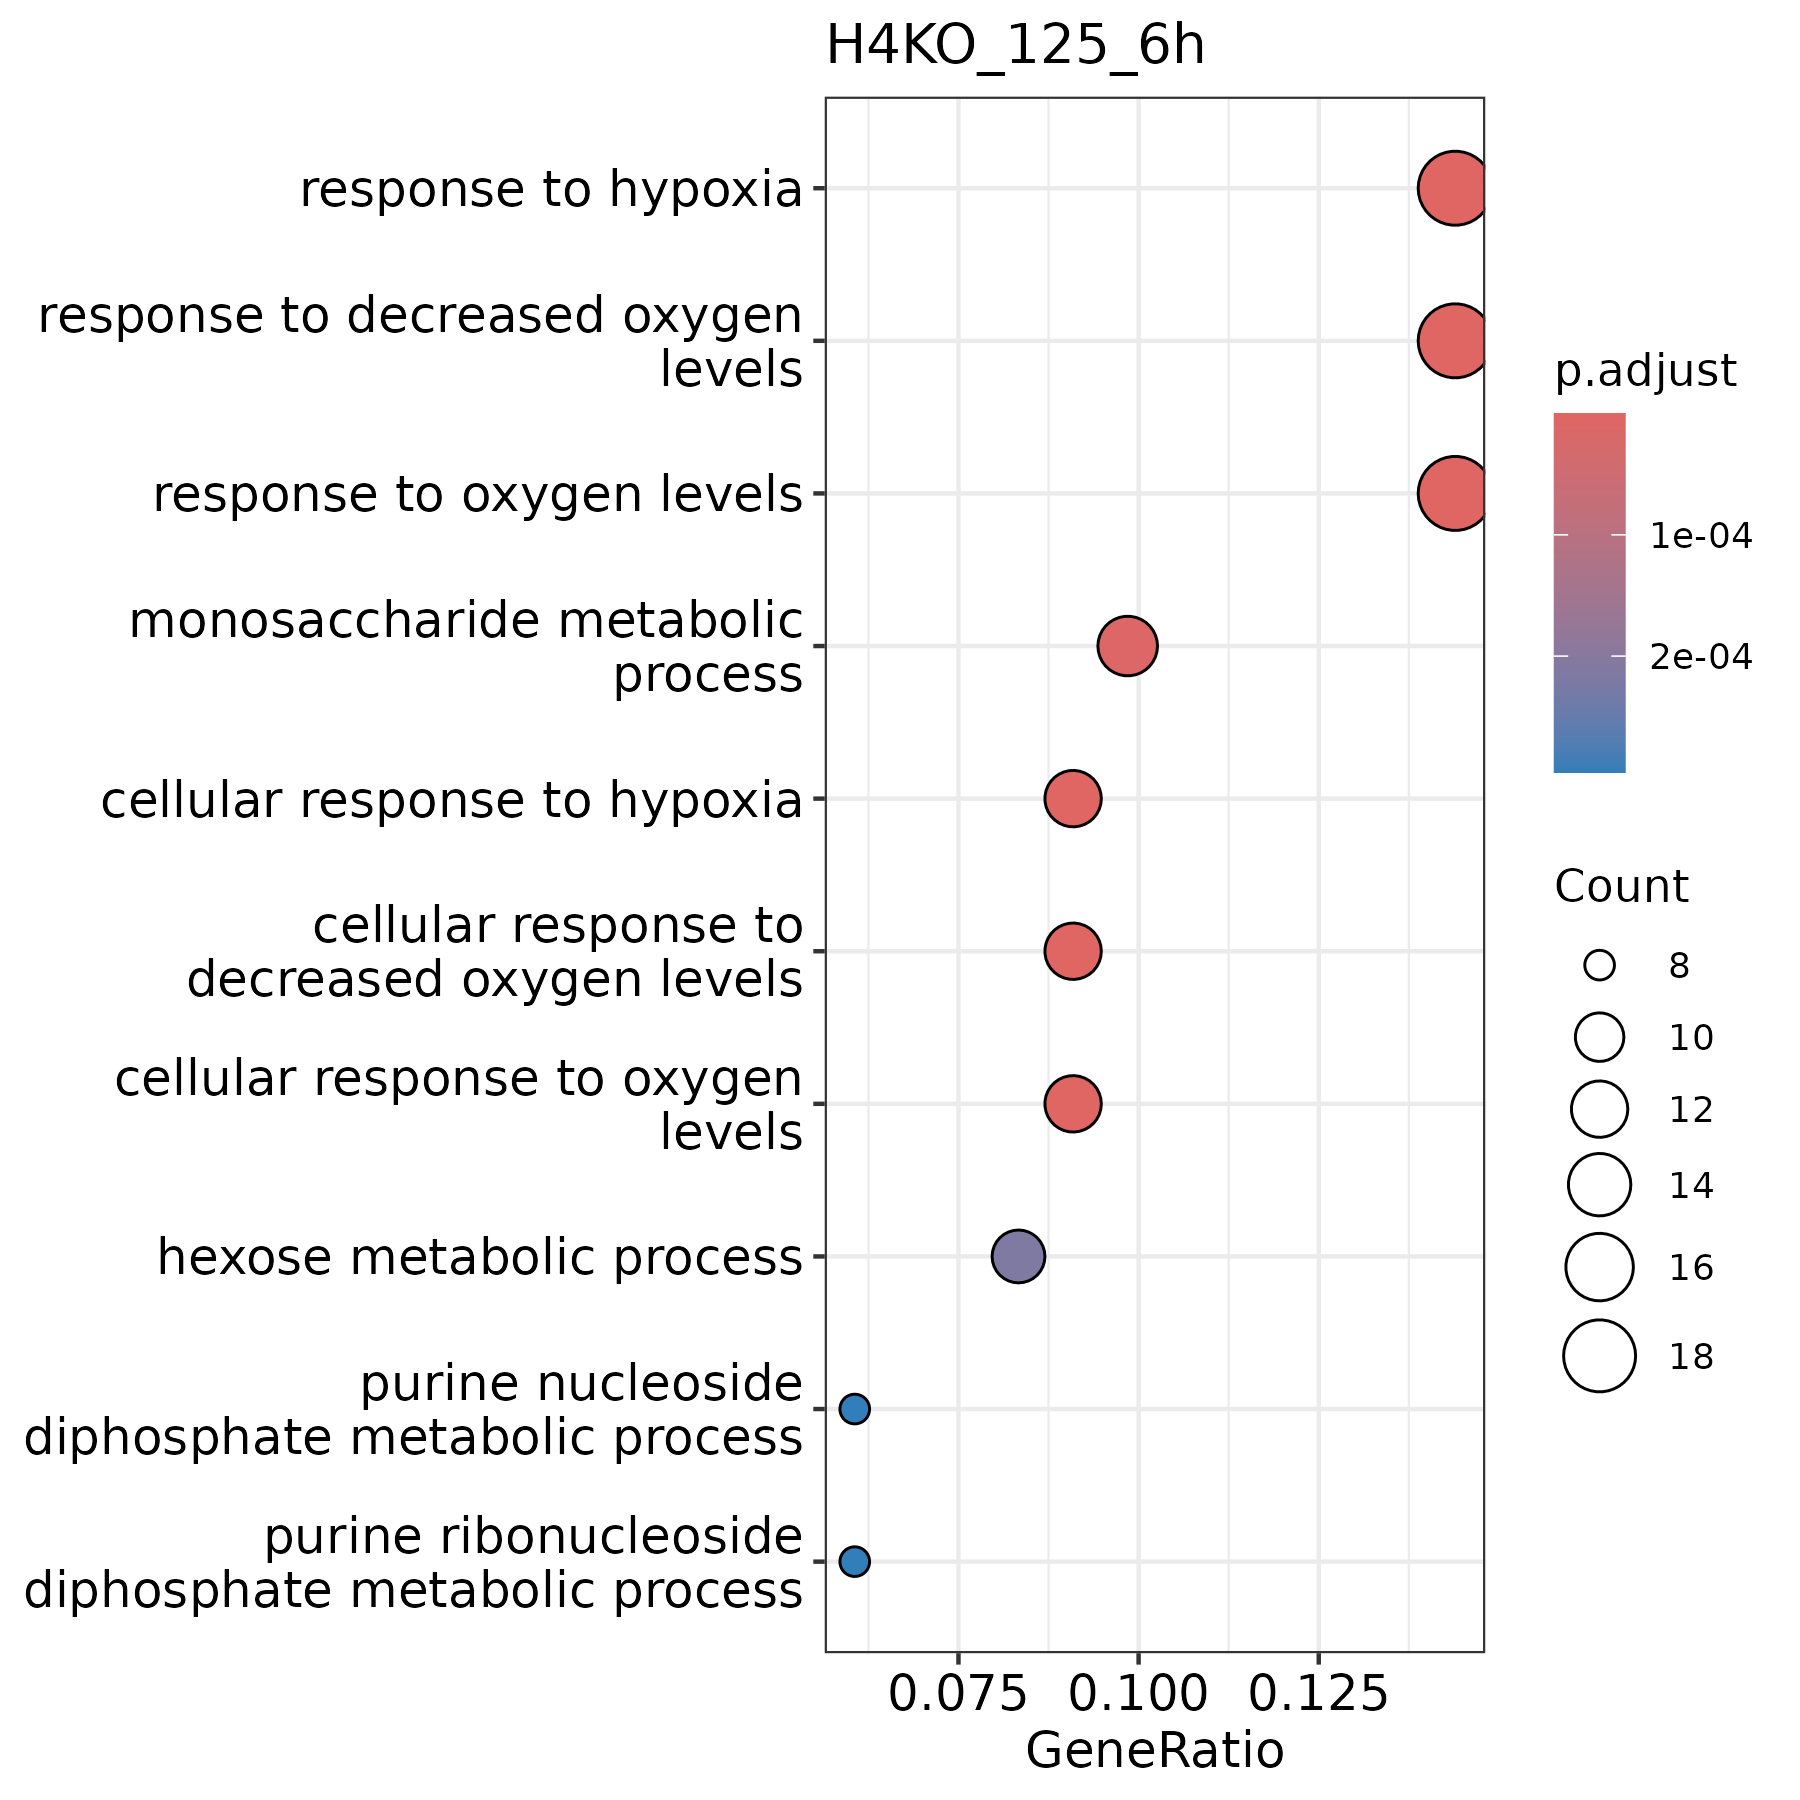 H4KO_125_6h
response to hypoxia
response to decreased oxygen
levels
response to oxygen levels
monosaccharide metabolic
process
cellular response to hypoxia
cellular response to
decreased oxygen levels
cellular response to oxygen
levels
hexose metabolic process
purine nucleoside
diphosphate metabolic process
purine ribonucleoside
diphosphate metabolic process
0.075 0.100 0.125
GeneRatio
p.adjust
1e-04
2e-04
Count
8
10
12
14
16
18